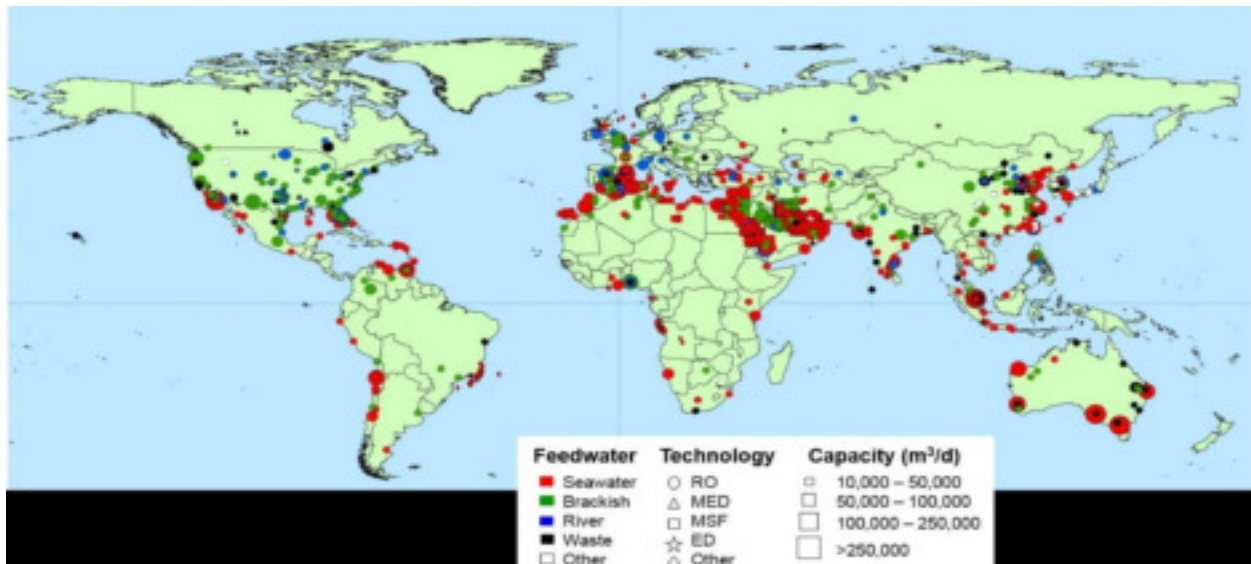 Feedwater Technology Capacity (m³/d)
Seawater RO 10,000 – 50,000
Brackish MED 50,000 – 100,000
River MSF 100,000 – 250,000
Waste ED >250,000
Other Other